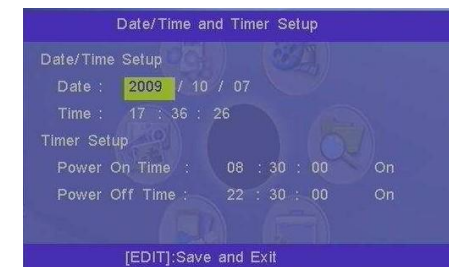 Date/Time and Timer Setup
Date/Time Setup
Date : 2009 / 10 / 07
Time : 17 : 36 : 26
Timer Setup
Power On Time : 08 : 30 : 00 On
Power Off Time : 22 : 30 : 00 On
[EDIT]:Save and Exit